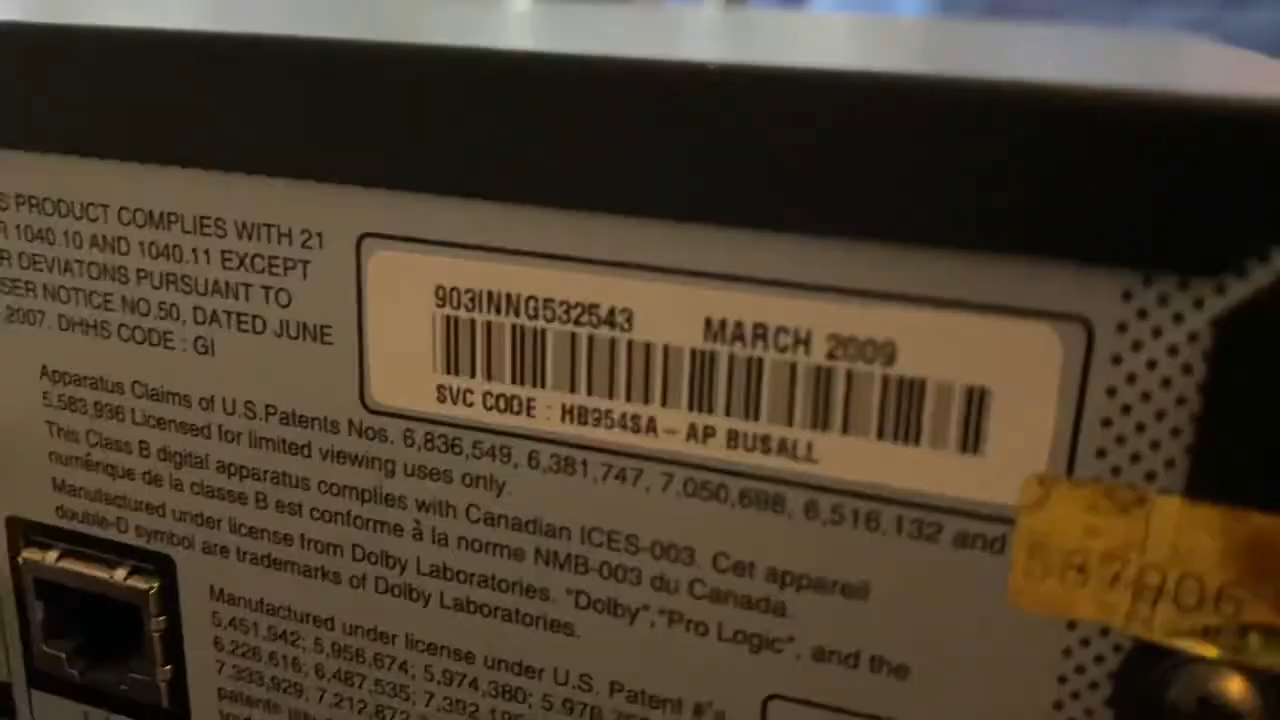 S PRODUCT COMPLIES WITH 21
R 1040.10 AND 1040.11 EXCEPT
R DEVIATONS PURSUANT TO
SER NOTICE NO.50, DATED JUNE
2007. DHHS CODE : GI
903INNG532543 MARCH 2009
SVC CODE : HB954SA - AP BUSALL
Apparatus Claims of U.S.Patents Nos. 6,836,549, 6,381,747, 7,050,698, 6,516,132 and
5,583,936 Licensed for limited viewing uses only.
This Class B digital apparatus complies with Canadian ICES-003. Cet appareil
numérique de la classe B est conforme à la norme NMB-003 du Canada.
Manufactured under license from Dolby Laboratories. "Dolby","Pro Logic", and the
double-D symbol are trademarks of Dolby Laboratories.
Manufactured under license under U.S. Patent #'s
5,451,942; 5,956,674; 5,974,380; 5,978
6,226,616; 6,487,535; 7,392
7,333,929; 7,212,872
patents
587806